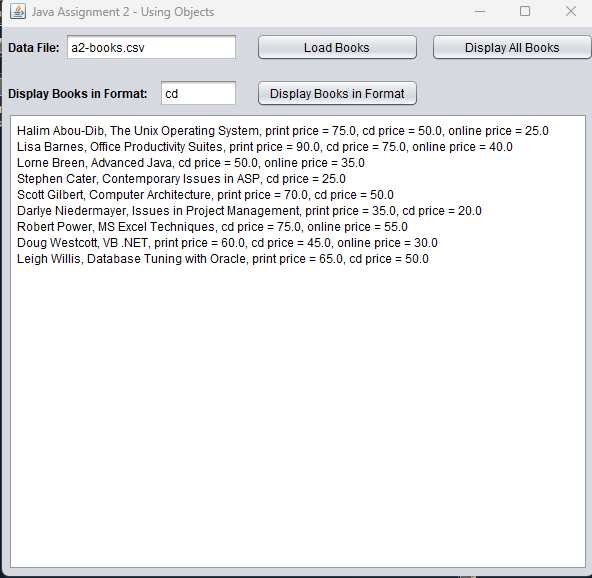 Java Assignment 2 - Using Objects
Data File: a2-books.csv Load Books Display All Books
Display Books in Format: cd Display Books in Format
Halim Abou-Dib, The Unix Operating System, print price = 75.0, cd price = 50.0, online price = 25.0
Lisa Barnes, Office Productivity Suites, print price = 90.0, cd price = 75.0, online price = 40.0
Lorne Breen, Advanced Java, cd price = 50.0, online price = 35.0
Stephen Cater, Contemporary Issues in ASP, cd price = 25.0
Scott Gilbert, Computer Architecture, print price = 70.0, cd price = 50.0
Darlye Niedermayer, Issues in Project Management, print price = 35.0, cd price = 20.0
Robert Power, MS Excel Techniques, cd price = 75.0, online price = 55.0
Doug Westcott, VB .NET, print price = 60.0, cd price = 45.0, online price = 30.0
Leigh Willis, Database Tuning with Oracle, print price = 65.0, cd price = 50.0